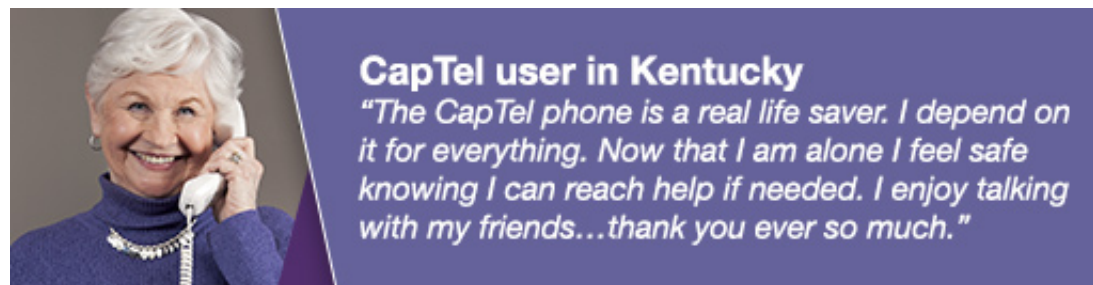 CapTel user in Kentucky
“The CapTel phone is a real life saver. I depend on
it for everything. Now that I am alone I feel safe
knowing I can reach help if needed. I enjoy talking
with my friends...thank you ever so much.”